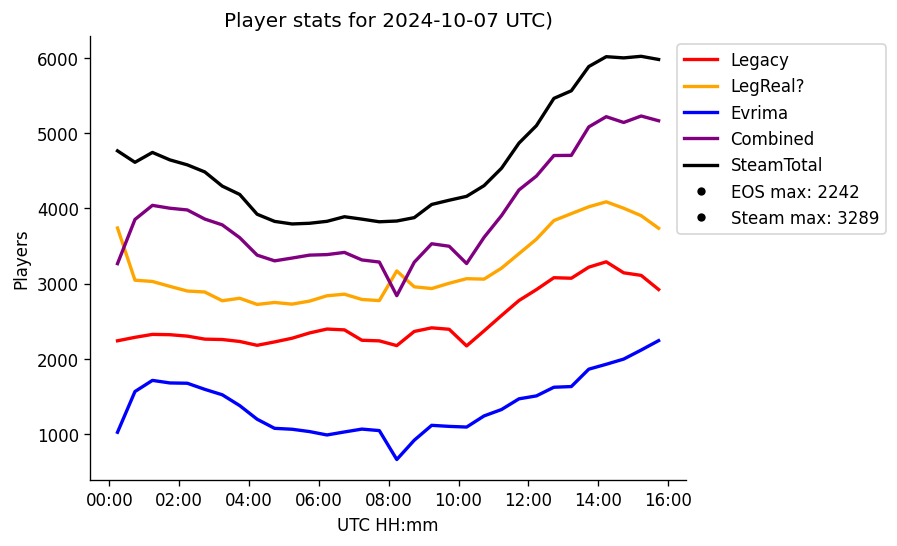 Player stats for 2024-10-07 UTC)
6000
5000
4000
3000
2000
1000
Players
00:00 02:00 04:00 06:00 08:00 10:00 12:00 14:00 16:00
UTC HH:mm
Legacy
LegReal?
Evrima
Combined
SteamTotal
EOS max: 2242
Steam max: 3289